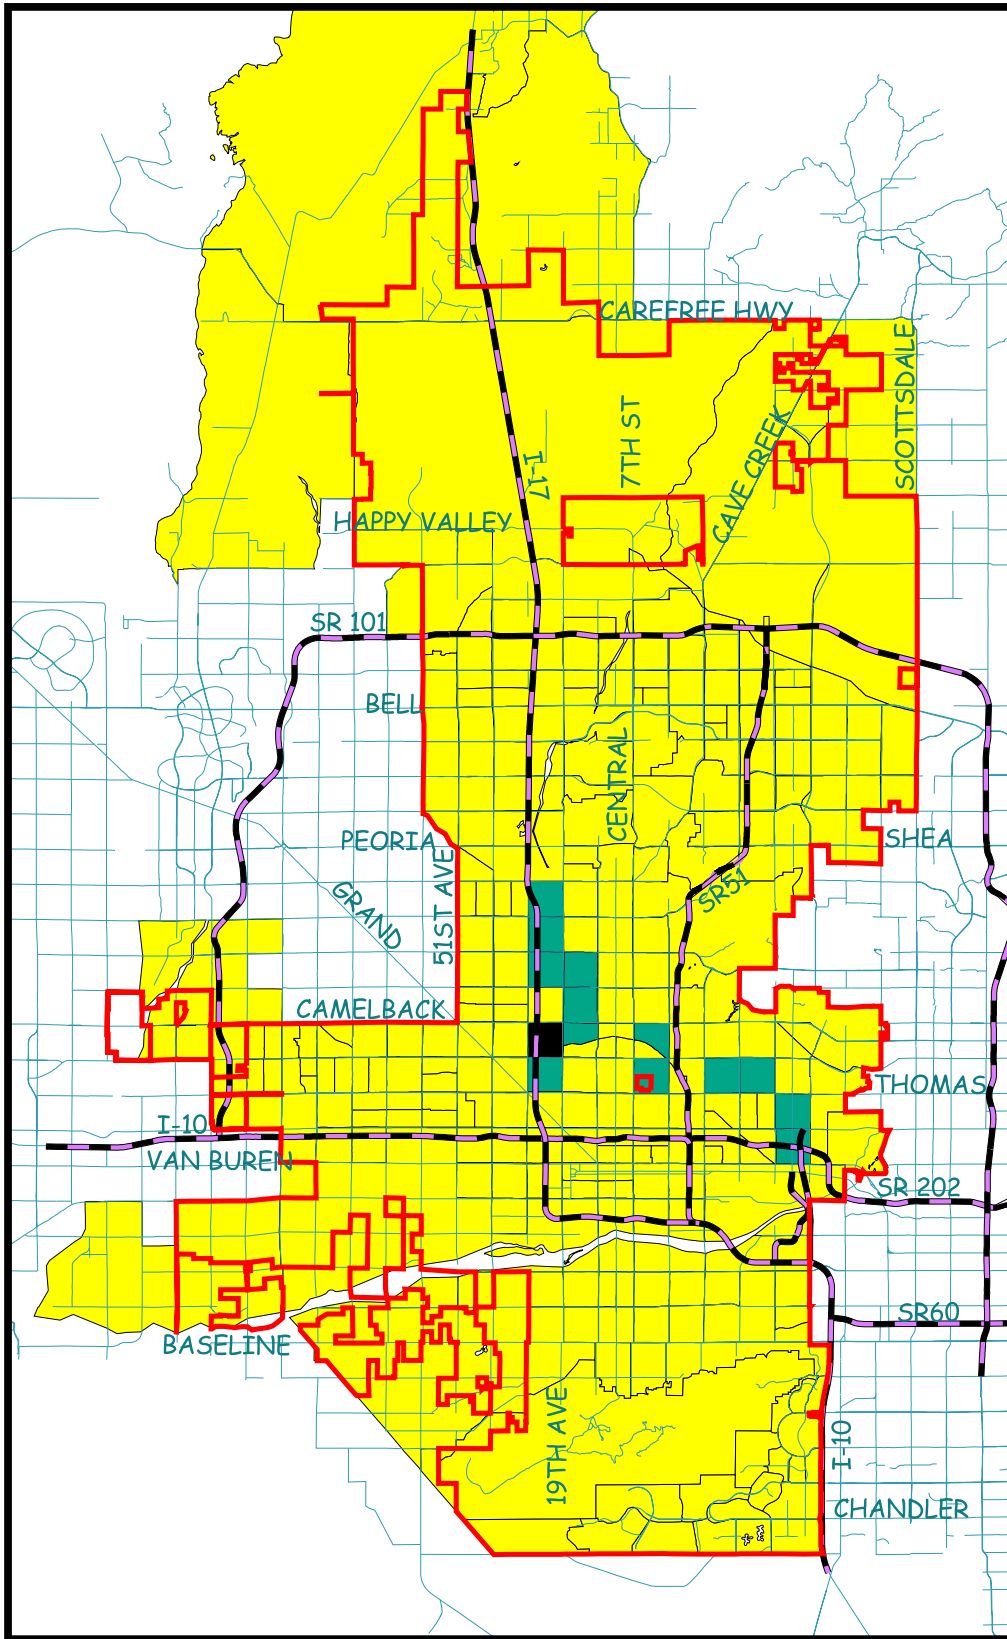 CAREFREE HWY
SCOTTSDALE
7TH ST
CAVE CREEK
I-17
HAPPY VALLEY
SR 101
BELL
CENTRAL
PEORIA
SHEA
51ST AVE
GRAND
SR51
CAMELBACK
THOMAS
I-10
VAN BUREN
SR 202
SR60
BASELINE
19TH AVE
I-10
CHANDLER